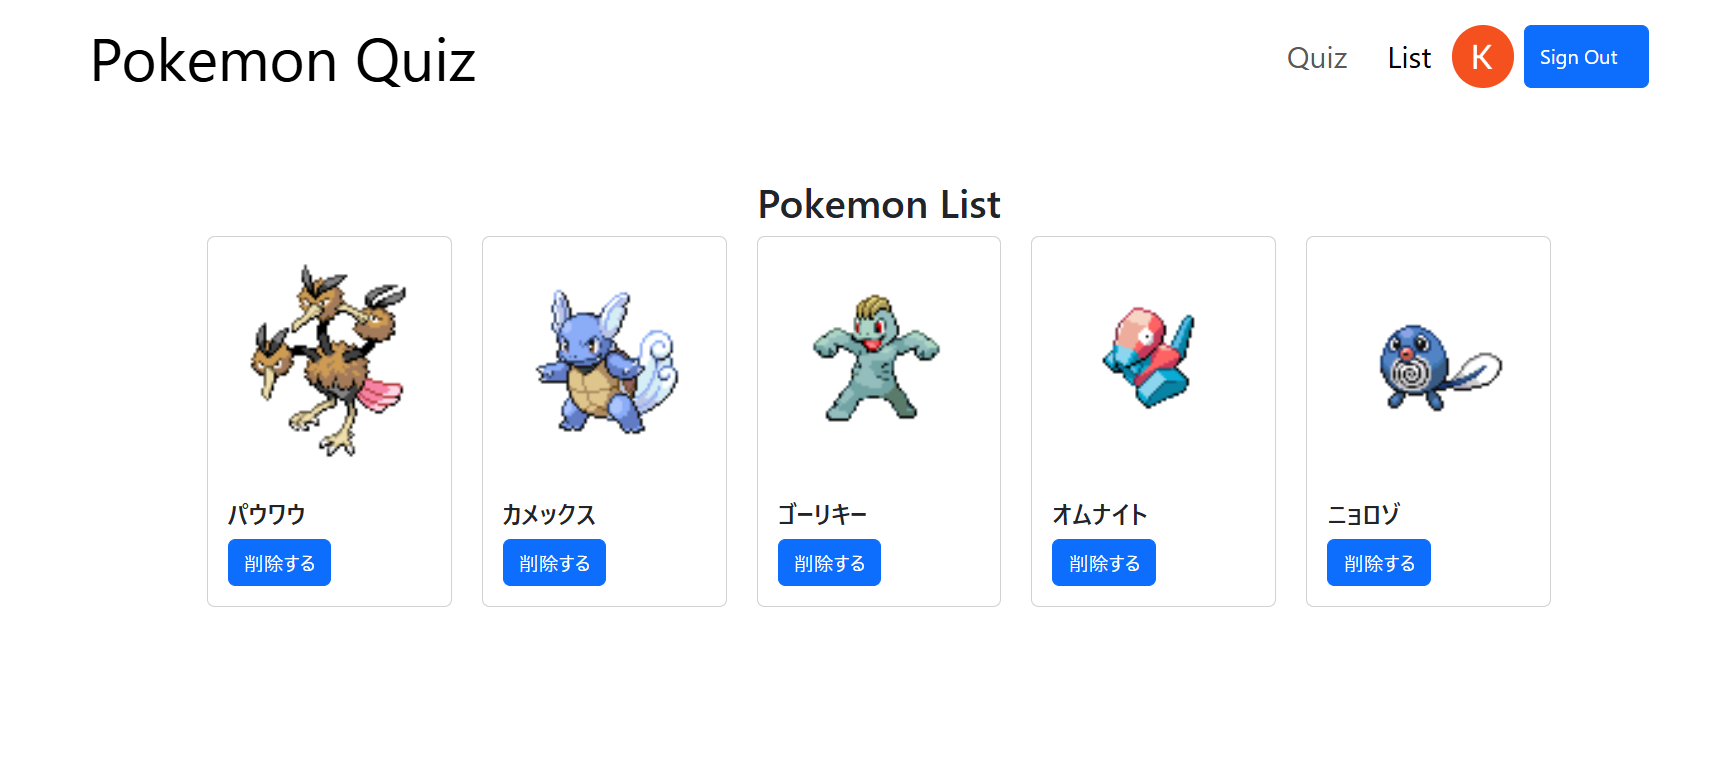 Pokemon Quiz
Quiz
List
K
Sign Out
Pokemon List
パウワウ
カメックス
ゴーリキー
オムナイト
ニョロゾ
削除する
削除する
削除する
削除する
削除する